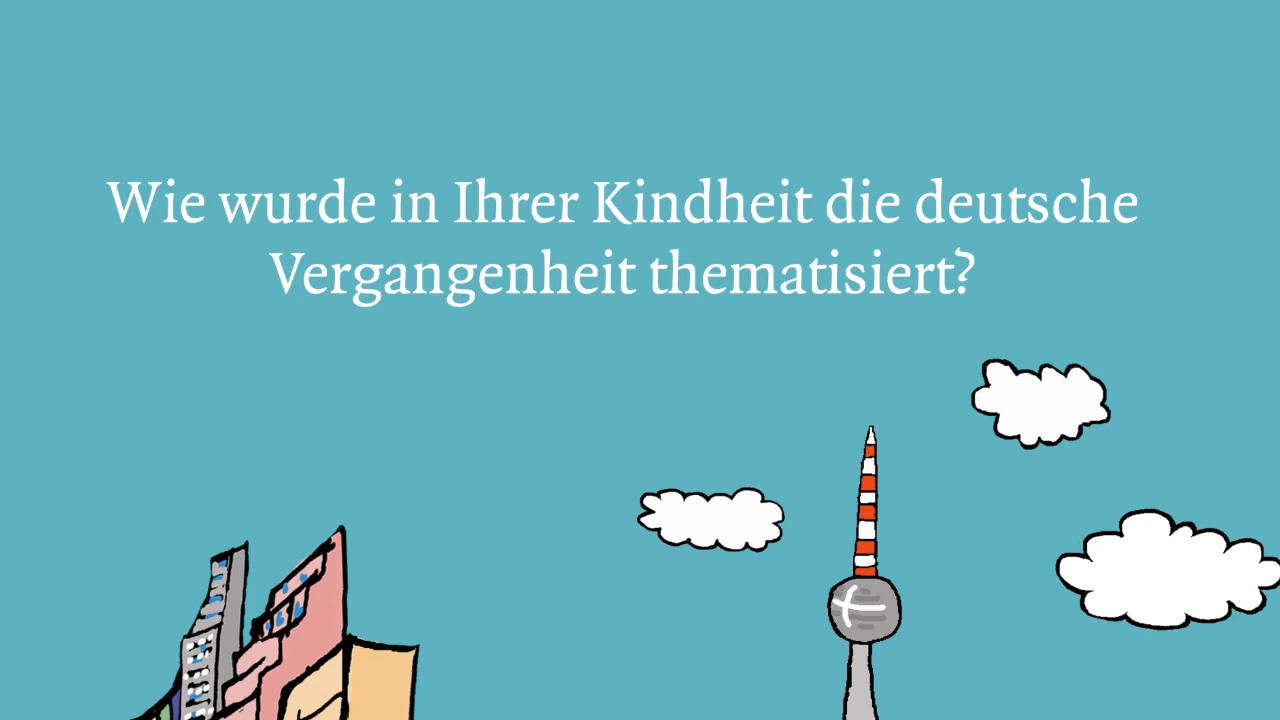 Wie wurde in Ihrer Kindheit die deutsche
Vergangenheit thematisiert?